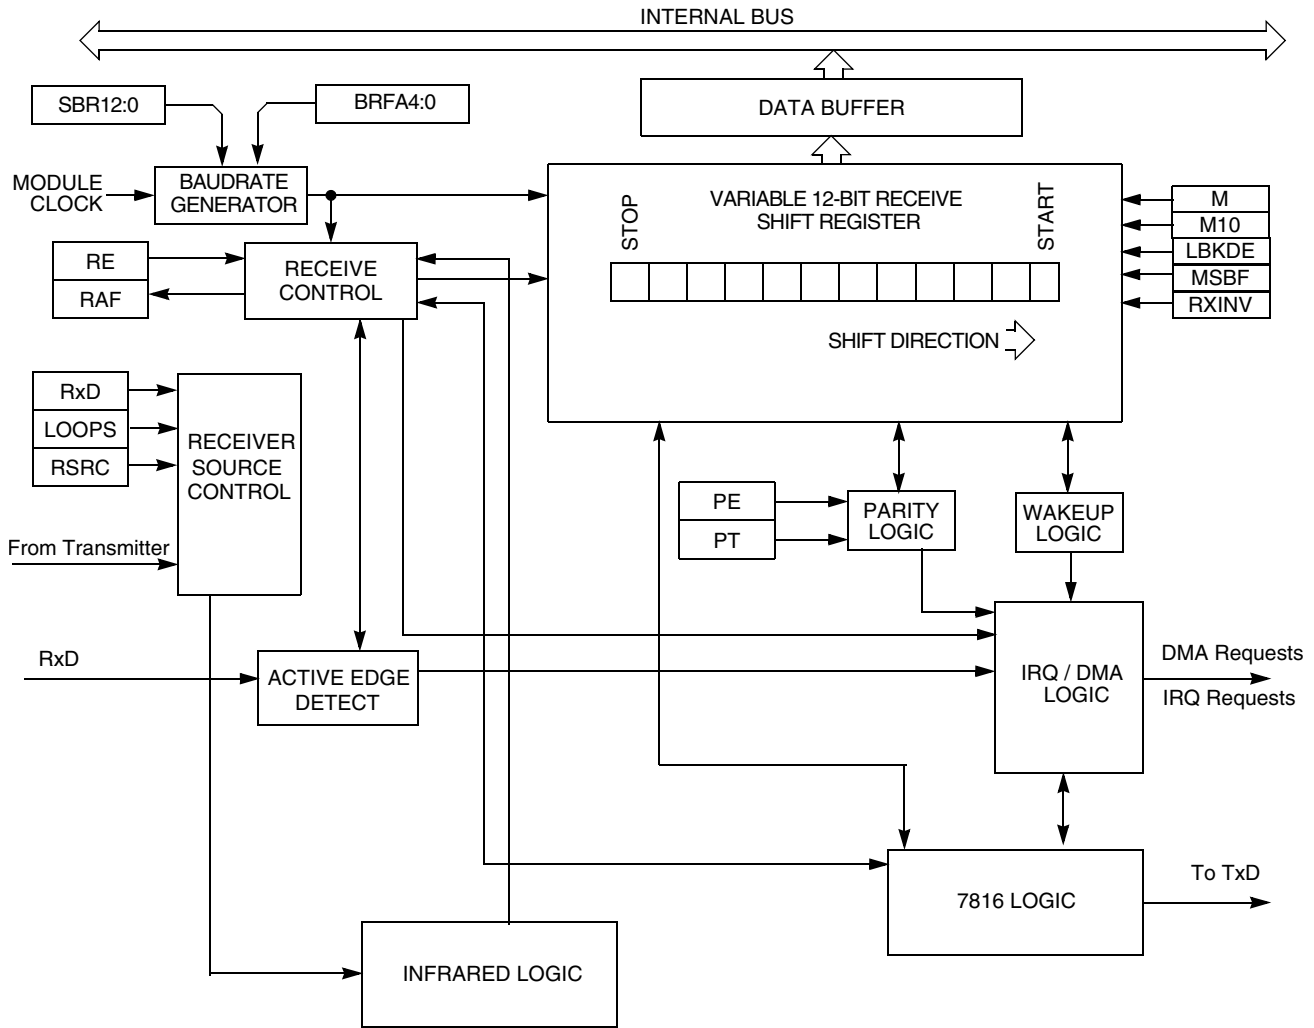 INTERNAL BUS
SBR12:0
BRFA4:0
DATA BUFFER
MODULE
CLOCK
BAUDRATE
GENERATOR
STOP
VARIABLE 12-BIT RECEIVE
SHIFT REGISTER
START
M
M10
LBKDE
MSBF
RXINV
RE
RAF
RECEIVE
CONTROL
SHIFT DIRECTION
RxD
LOOPS
RSRC
RECEIVER
SOURCE
CONTROL
From Transmitter
PE
PT
PARITY
LOGIC
WAKEUP
LOGIC
RxD
ACTIVE EDGE
DETECT
IRQ / DMA
LOGIC
DMA Requests
IRQ Requests
7816 LOGIC
To TxD
INFRARED LOGIC